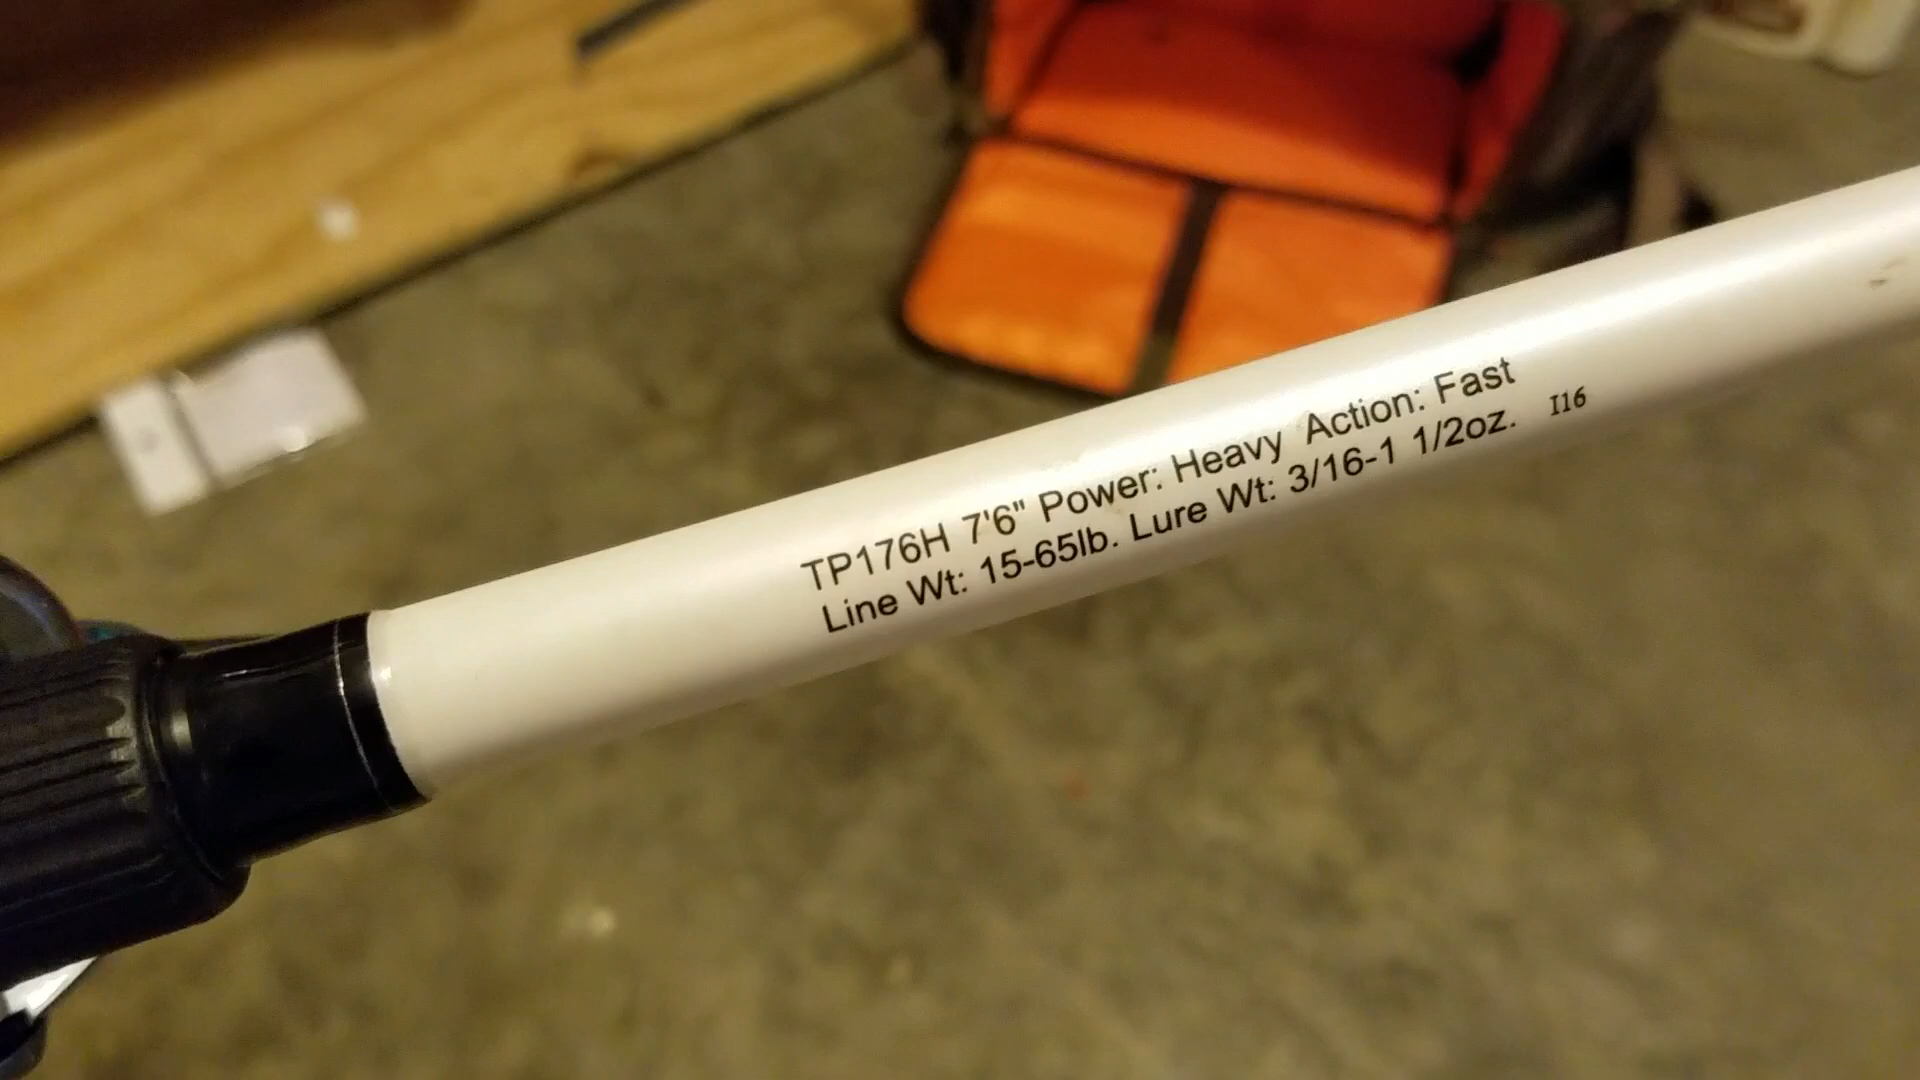 TP176H 7'6" Power: Heavy Action: Fast
Line Wt: 15-65lb. Lure Wt: 3/16-1 1/2oz. I16